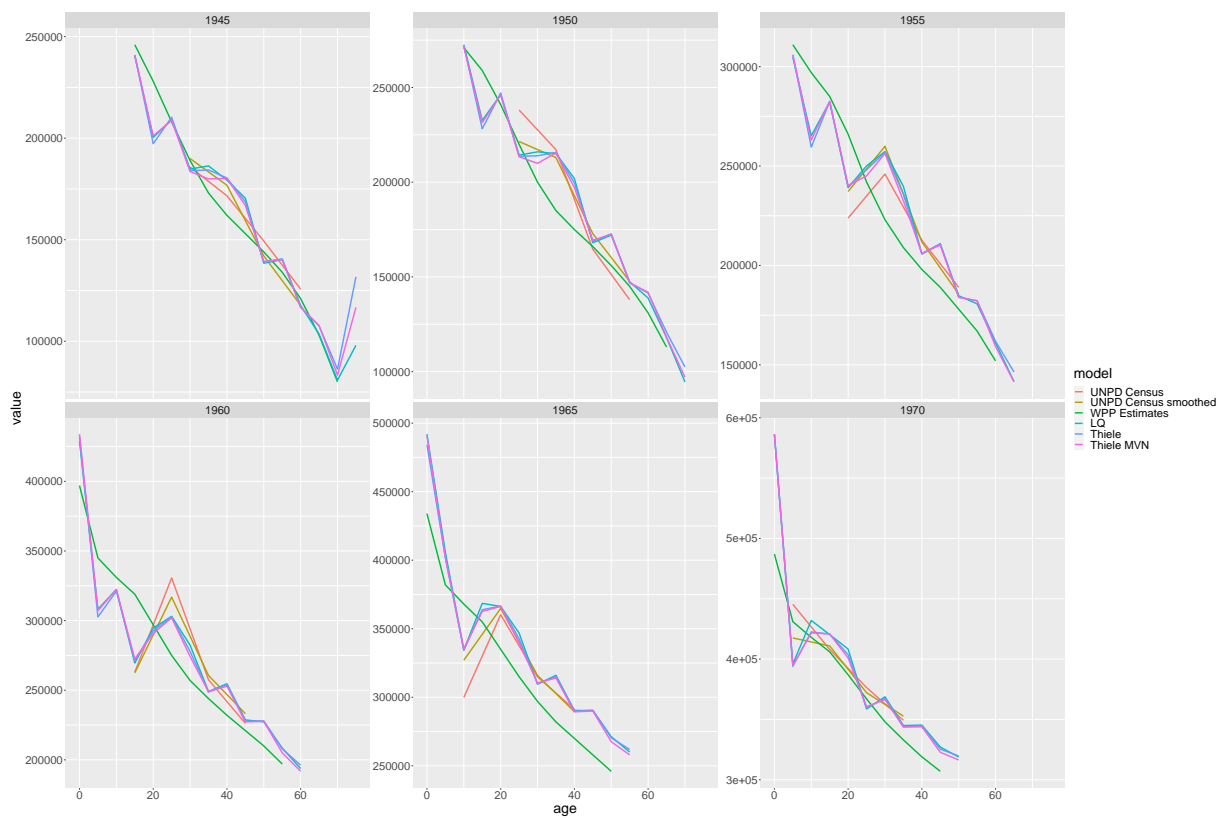 1945
1950
1955
250000
200000
150000
100000
250000
200000
150000
100000
300000
250000
200000
150000
value
1960
1965
1970
400000
350000
300000
250000
200000
500000
450000
400000
350000
300000
250000
6e+05
5e+05
4e+05
3e+05
0 20 40 60
0 20 40 60
0 20 40 60
age
model
UNPD Census
UNPD Census smoothed
WPP Estimates
LQ
Thiele
Thiele MVN